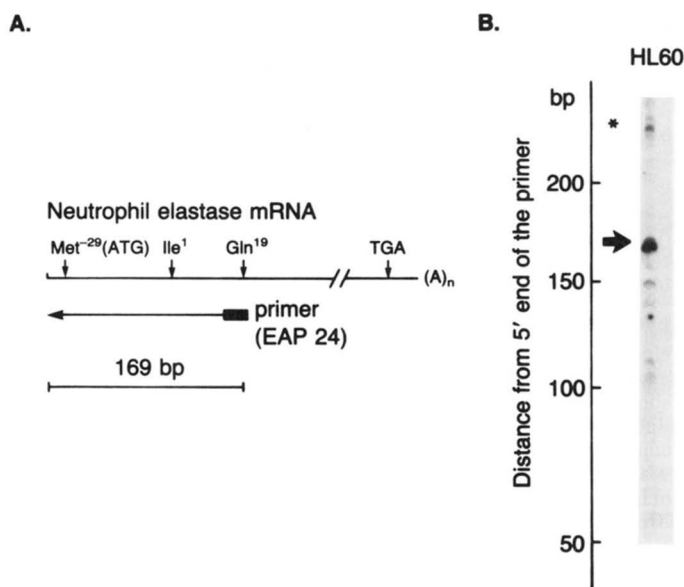 A.
Neutrophil elastase mRNA
Met⁻²⁹(ATG) Ile¹ Gln¹⁹ TGA
(A)ₙ
primer
(EAP 24)
169 bp
B.
HL60
bp
*
200
150
100
50
Distance from 5′ end of the primer